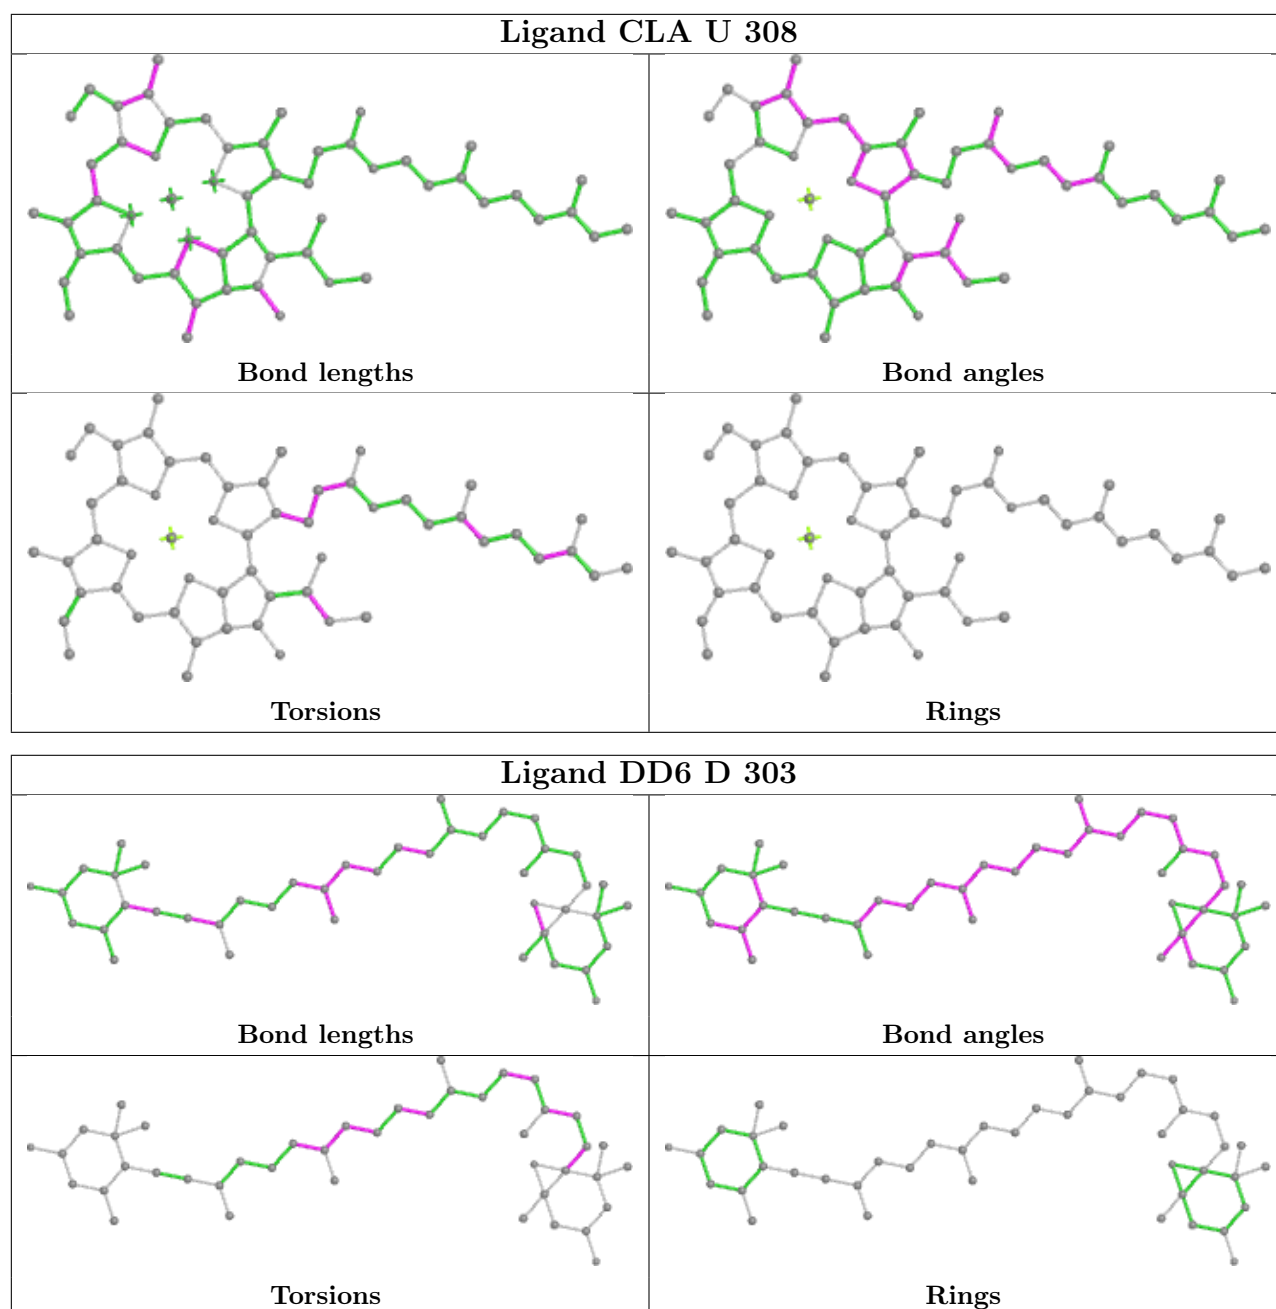 Ligand CLA U 308
Bond lengths
Bond angles
Torsions
Rings
Ligand DD6 D 303
Bond lengths
Bond angles
Torsions
Rings